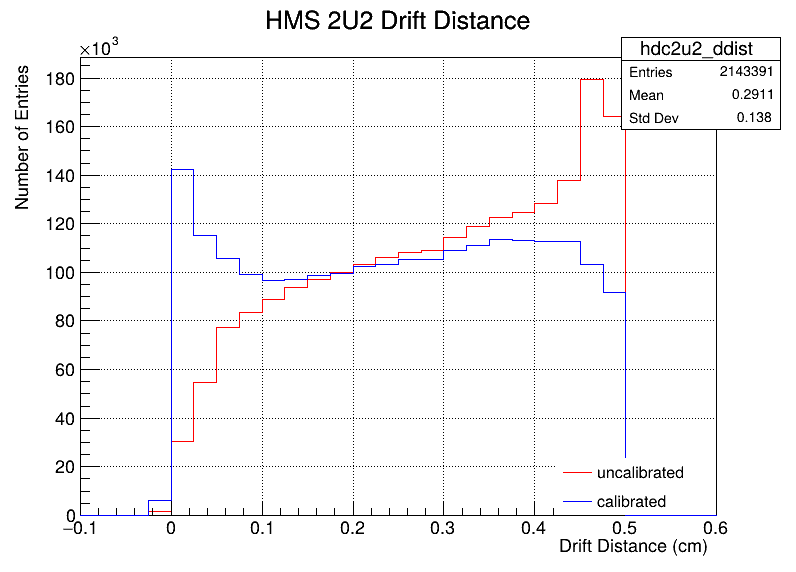 HMS 2U2 Drift Distance
×10³
hdc2u2_ddist
Entries 2143391
Mean 0.2911
Std Dev 0.138
Number of Entries
180
160
140
120
100
80
60
40
20
0
uncalibrated
calibrated
−0.1 0 0.1 0.2 0.3 0.4 0.5 0.6
Drift Distance (cm)